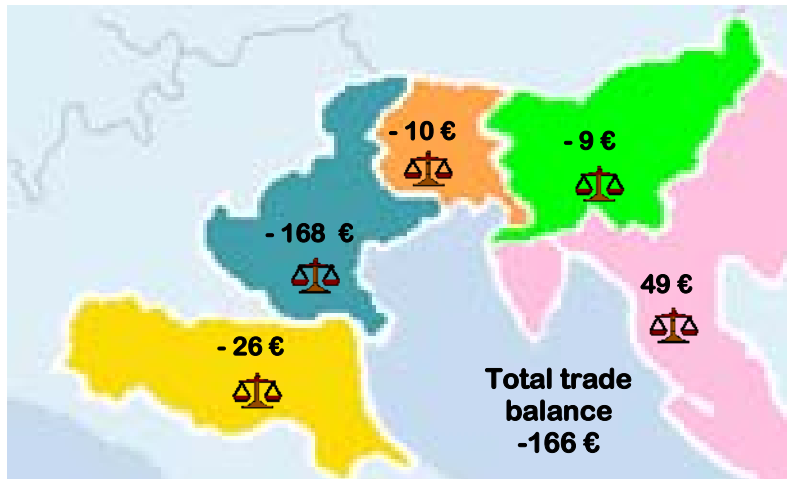 - 10 €
- 9 €
- 168 €
49 €
- 26 €
Total trade
balance
-166 €